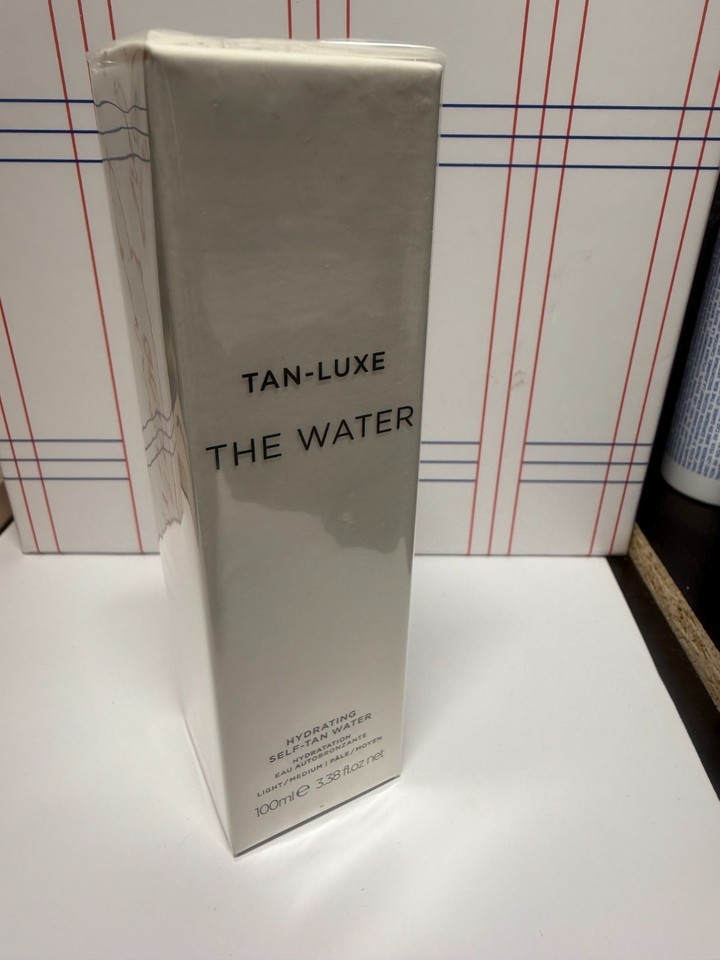 TAN-LUXE
THE WATER
HYDRATING
SELF-TAN WATER
HYDRATATION
EAU AUTOBRONZANTE
LIGHT/MEDIUM | PÂLE/MOYEN
100ml ℮ 3.38 fl.oz net